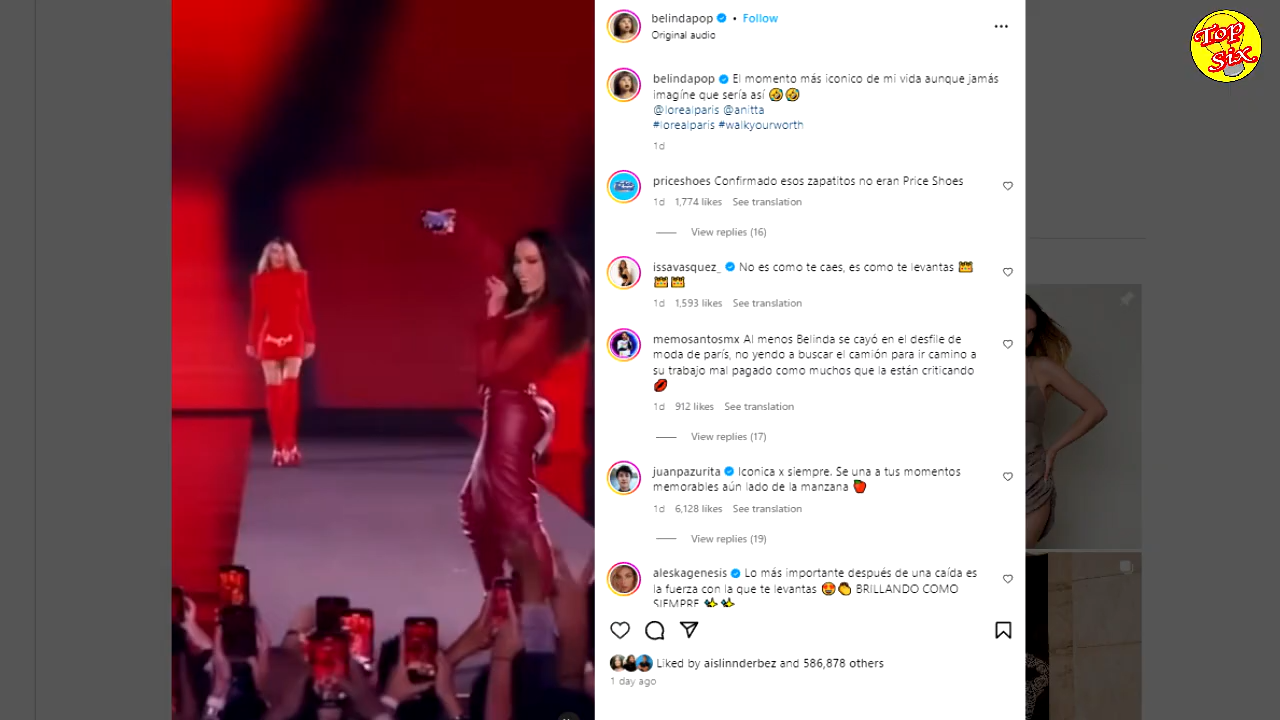 belindapop • Follow
Original audio
Top
Six
belindapop El momento más iconico de mi vida aunque jamás
imagíne que sería así 🤣🤣
@lorealparis @anitta
#lorealparis #walkyourworth
1d
priceshoes Confirmado esos zapatitos no eran Price Shoes
1d 1,774 likes See translation
View replies (16)
issavasquez_ No es como te caes, es como te levantas 👑
👑👑
1d 1,593 likes See translation
memosantosmx Al menos Belinda se cayó en el desfile de
moda de parís, no yendo a buscar el camión para ir camino a
su trabajo mal pagado como muchos que la están criticando
💋
1d 912 likes See translation
View replies (17)
juanpazurita Iconica x siempre. Se una a tus momentos
memorables aún lado de la manzana 🍎
1d 6,128 likes See translation
View replies (19)
aleskagenesis Lo más importante después de una caída es
la fuerza con la que te levantas 😍👏 BRILLANDO COMO
SIEMPRE ✨✨
Liked by aislinnderbez and 586,878 others
1 day ago